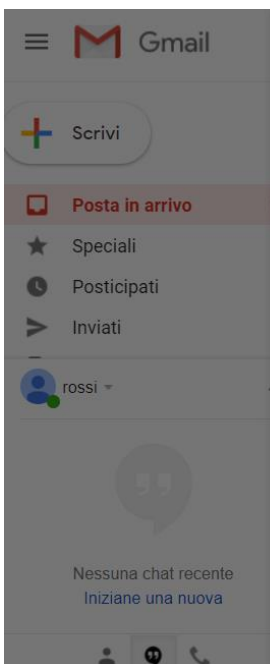 Gmail
Scrivi
Posta in arrivo
Speciali
Posticipati
Inviati
rossi
Nessuna chat recente
Iniziane una nuova